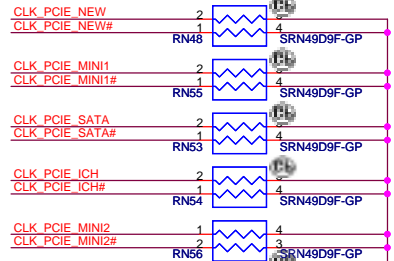 CLK_PCIE_NEW 2
CLK_PCIE_NEW# 1 4
RN48 SRN49D9F-GP
CLK_PCIE_MINI1 2
CLK_PCIE_MINI1# 1 4
RN55 SRN49D9F-GP
CLK_PCIE_SATA 2
CLK_PCIE_SATA# 1 4
RN53 SRN49D9F-GP
CLK_PCIE_ICH 2
CLK_PCIE_ICH# 1 4
RN54 SRN49D9F-GP
CLK_PCIE_MINI2 1 4
CLK_PCIE_MINI2# 2 3
RN56 SRN49D9F-GP